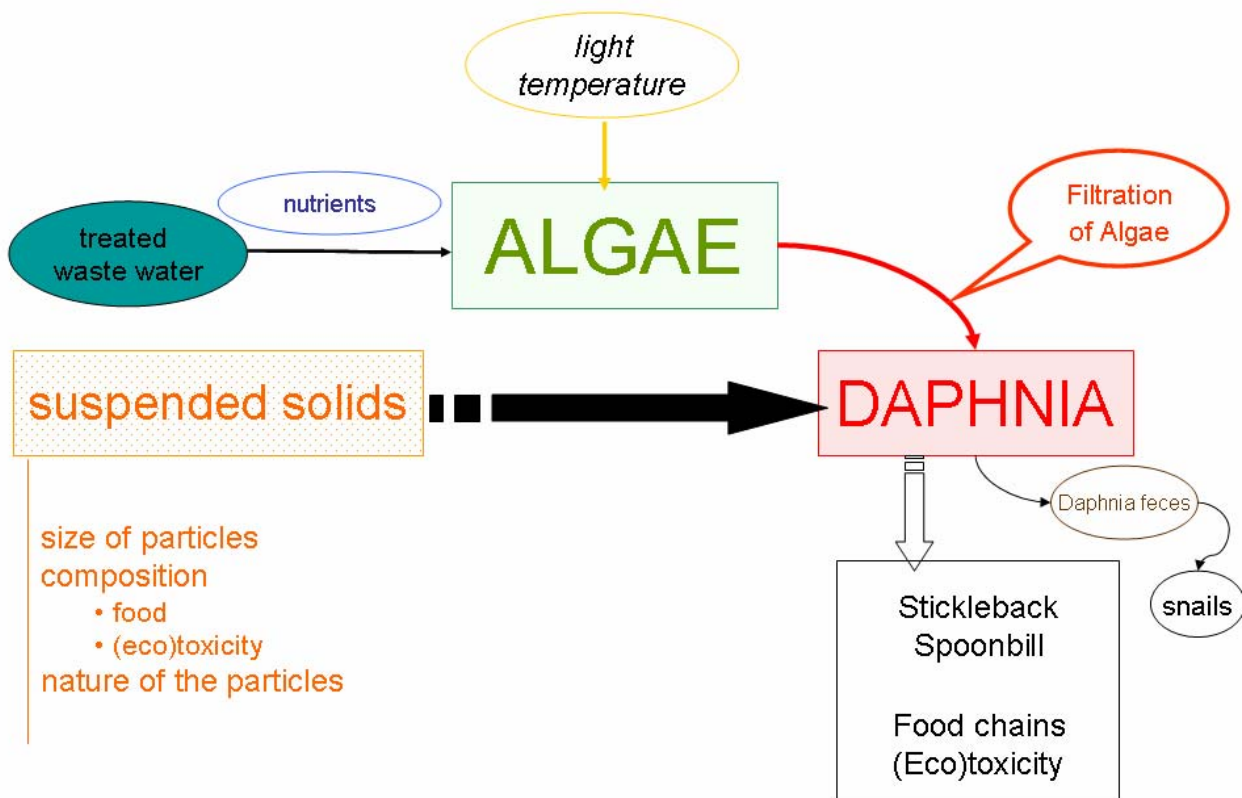 light
temperature
nutrients
treated
waste water
ALGAE
Filtration
of Algae
suspended solids
DAPHNIA
size of particles
composition
• food
• (eco)toxicity
nature of the particles
Daphnia feces
snails
Stickleback
Spoonbill
Food chains
(Eco)toxicity